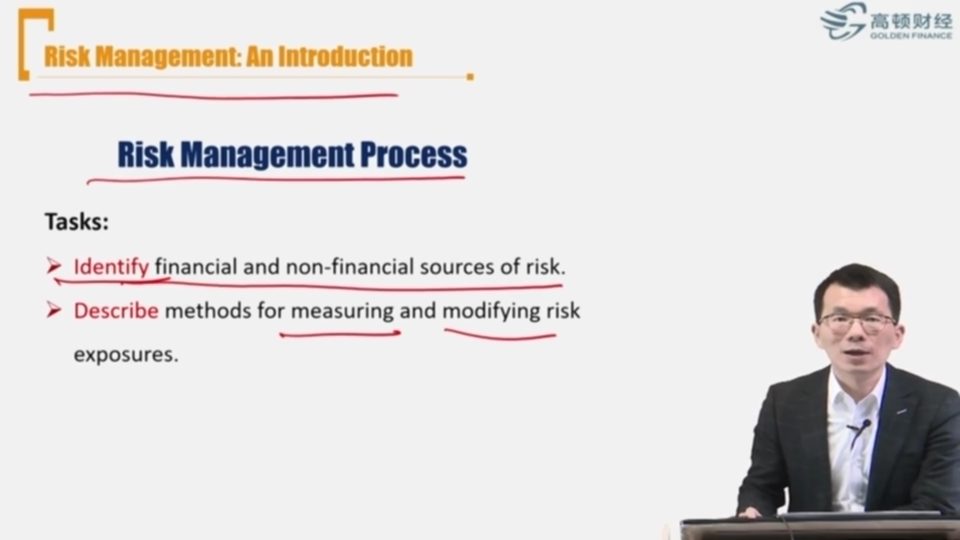 高顿财经
GOLDEN FINANCE
Risk Management: An Introduction
Risk Management Process
Tasks:
Identify financial and non-financial sources of risk.
Describe methods for measuring and modifying risk
exposures.